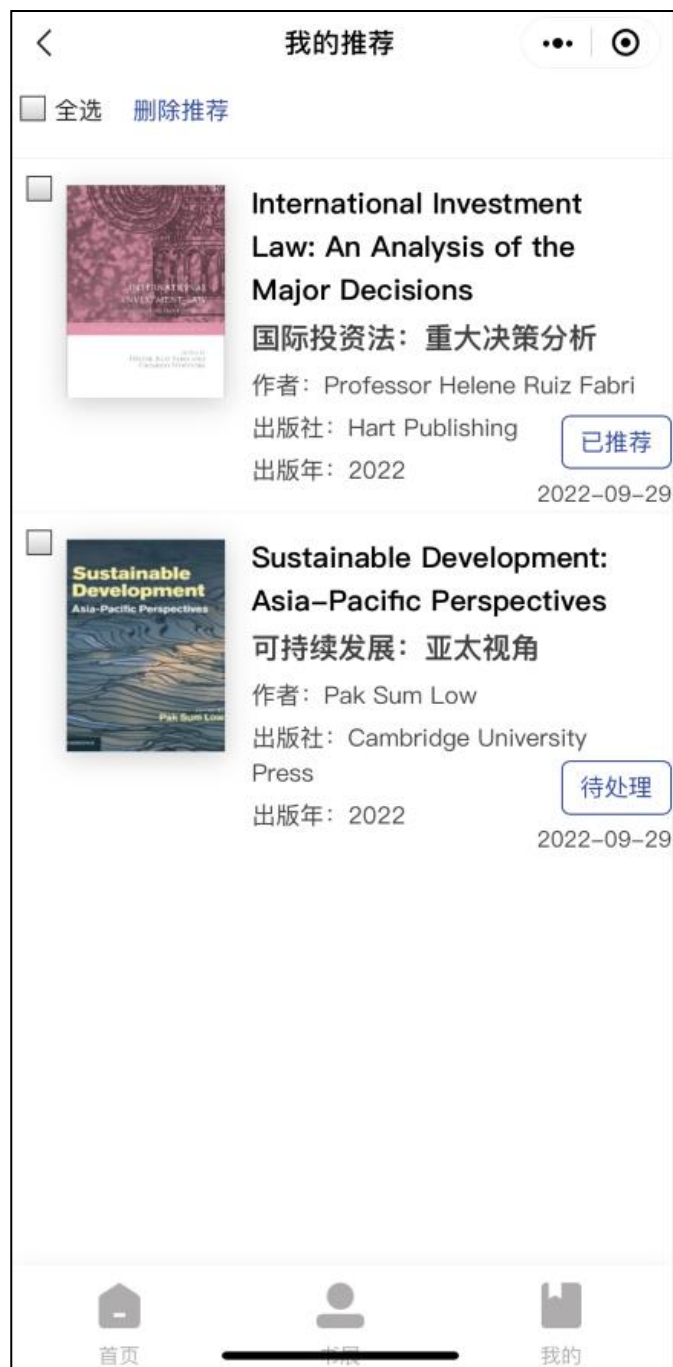 我的推荐
全选 删除推荐
International Investment
Law: An Analysis of the
Major Decisions
国际投资法：重大决策分析
作者：Professor Helene Ruiz Fabri
出版社：Hart Publishing
出版年：2022
已推荐
2022-09-29
INTERNATIONAL
INVESTMENT LAW
Sustainable
Development
Asia-Pacific Perspectives
Pak Sum Low
Sustainable Development:
Asia-Pacific Perspectives
可持续发展：亚太视角
作者：Pak Sum Low
出版社：Cambridge University
Press
出版年：2022
待处理
2022-09-29
首页
书展
我的